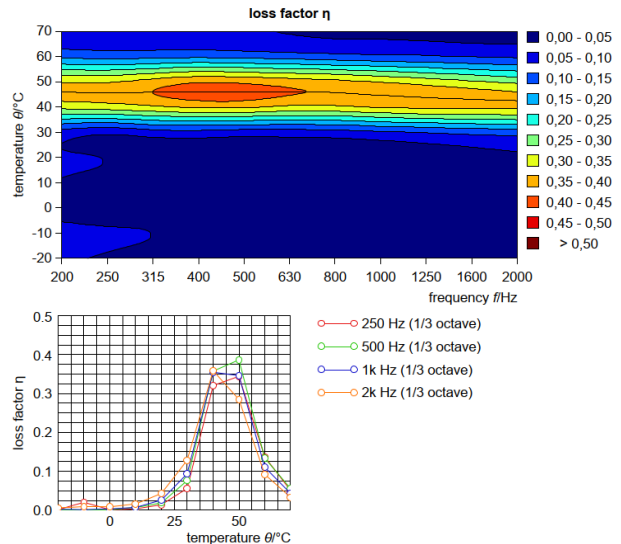 loss factor η
70
60
50
40
30
20
10
0
-10
-20
temperature θ/°C
200 250 315 400 500 630 800 1000 1250 1600 2000
frequency f/Hz
0,00 - 0,05
0,05 - 0,10
0,10 - 0,15
0,15 - 0,20
0,20 - 0,25
0,25 - 0,30
0,30 - 0,35
0,35 - 0,40
0,40 - 0,45
0,45 - 0,50
> 0,50
0.5
0.4
0.3
0.2
0.1
0.0
loss factor η
0 25 50
temperature θ/°C
250 Hz (1/3 octave)
500 Hz (1/3 octave)
1k Hz (1/3 octave)
2k Hz (1/3 octave)